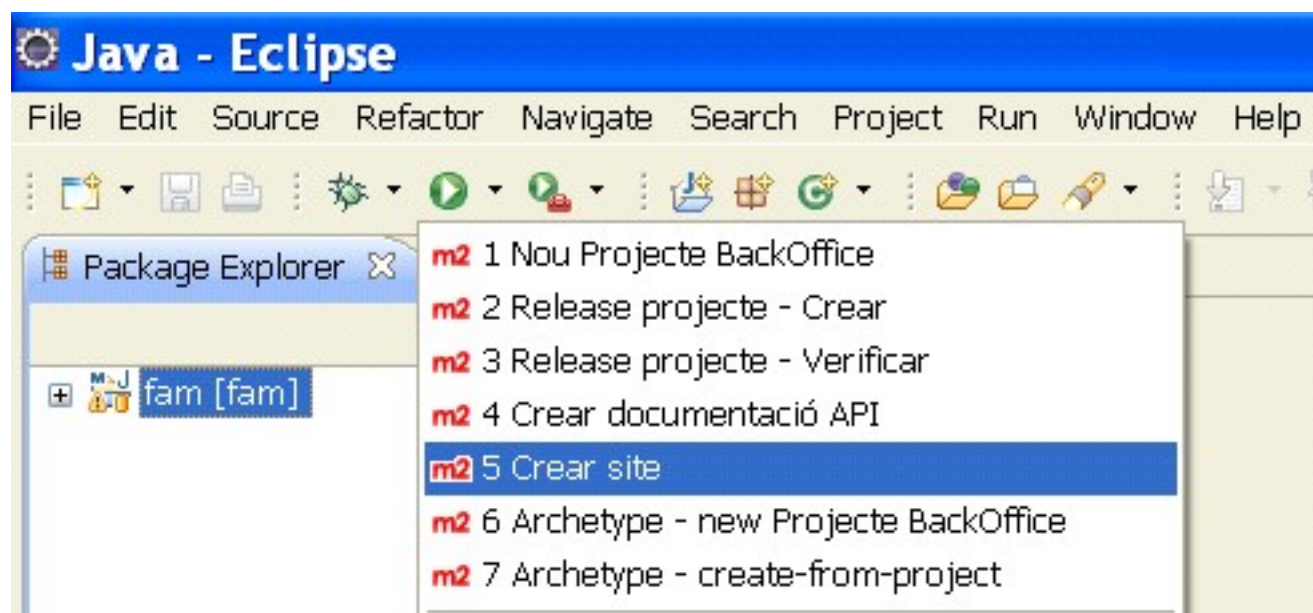 Java - Eclipse
File Edit Source Refactor Navigate Search Project Run Window Help
Package Explorer
m2 1 Nou Projecte BackOffice
m2 2 Release projecte - Crear
m2 3 Release projecte - Verificar
fam [fam]
m2 4 Crear documentació API
m2 5 Crear site
m2 6 Archetype - new Projecte BackOffice
m2 7 Archetype - create-from-project